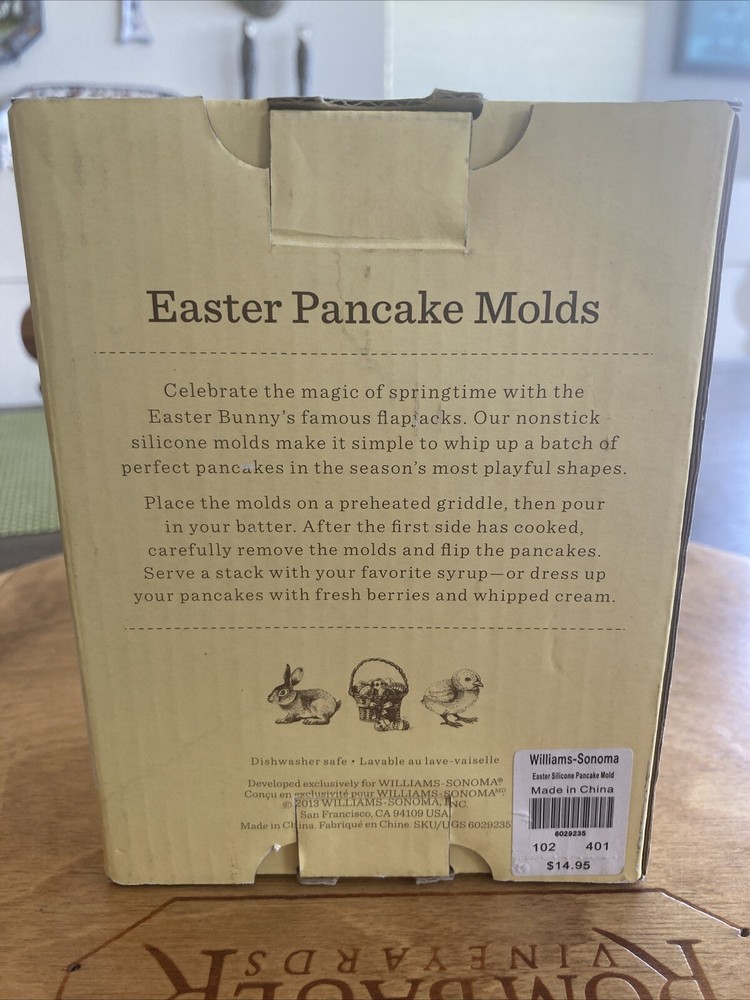 Easter Pancake Molds
Celebrate the magic of springtime with the
Easter Bunny's famous flapjacks. Our nonstick
silicone molds make it simple to whip up a batch of
perfect pancakes in the season's most playful shapes.
Place the molds on a preheated griddle, then pour
in your batter. After the first side has cooked,
carefully remove the molds and flip the pancakes.
Serve a stack with your favorite syrup—or dress up
your pancakes with fresh berries and whipped cream.
Dishwasher safe • Lavable au lave-vaiselle
Developed exclusively for WILLIAMS-SONOMA®
Conçu en exclusivité pour WILLIAMS-SONOMAᴹᴰ
© 2013 WILLIAMS-SONOMA, INC.
San Francisco, CA 94109 USA
Made in China. Fabriqué en Chine. SKU/UGS 6029235
Williams-Sonoma
Easter Silicone Pancake Mold
Made in China
6029235
102 401
$14.95
VINEYARDS